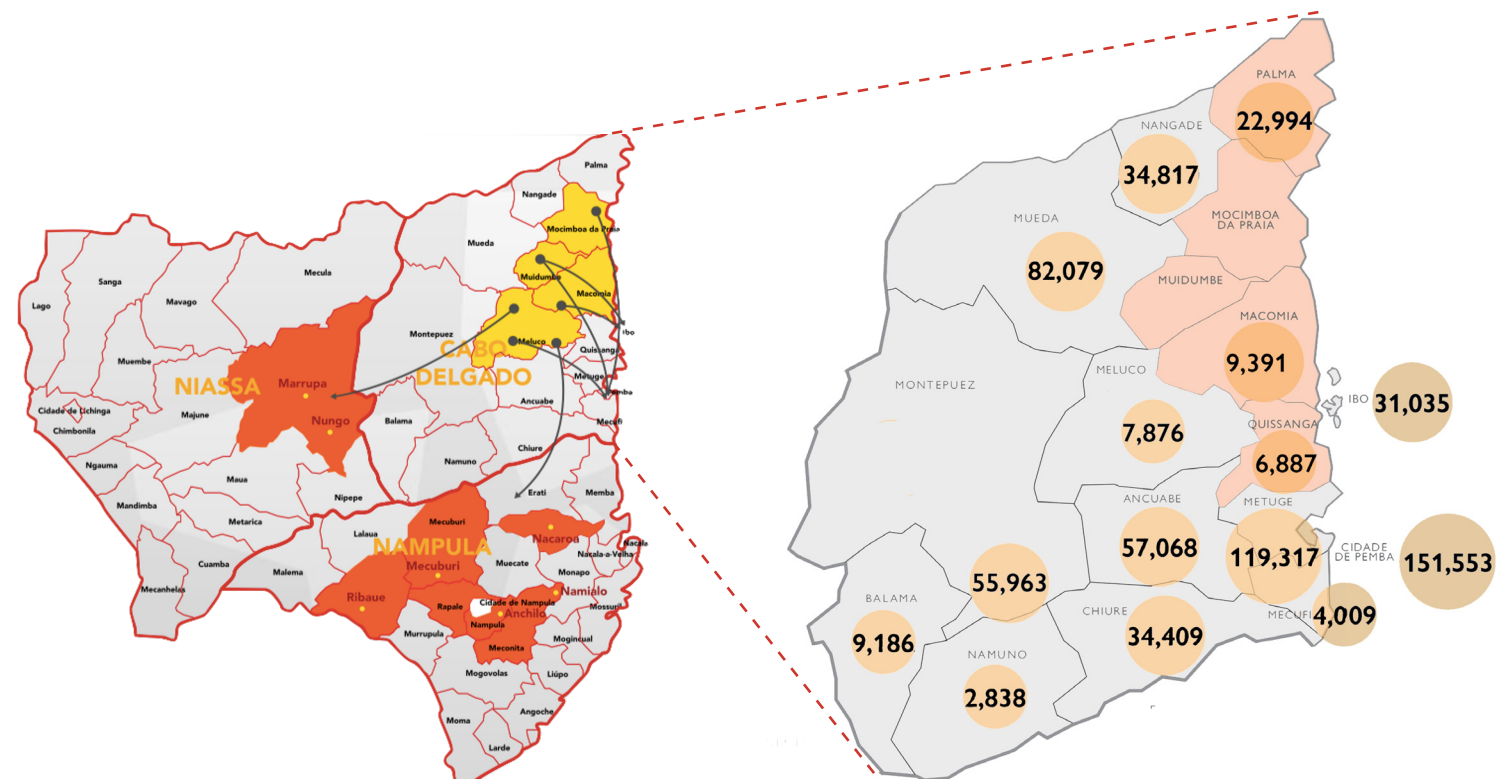 Palma
Nangade
Mocimboa da Praia
Mueda
Muidumbe
Macomia
Mecula
Sanga
Mavago
Lago
Montepuez
Ibo
Meluco
Quissanga
CABO
DELGADO
Muembe
Metuge
NIASSA
Marrupa
Pemba
Ancuabe
Cidade de Lichinga
Majune
Chimbonila
Nungo
Balama
Mecufi
Chiure
Ngauma
Namuno
Maua
Nipepe
Erati
Memba
Mandimba
Metarica
Mecuburi
Lalaua
NAMPULA
Nacaroa
Nacala
Nacala-a-Velha
Cuamba
Malema
Mecuburi
Muecate
Monapo
Mecanhelas
Ribaue
Rapale
Cidade de Nampula
Namialo
Anchilo
Mossuril
Nampula
Murrupula
Mogincual
Meconita
Mogovolas
Liúpo
Moma
Angoche
Larde
PALMA
22,994
NANGADE
34,817
MUEDA
82,079
MOCIMBOA
DA PRAIA
MUIDUMBE
MACOMIA
9,391
MELUCO
7,876
MONTEPUEZ
IBO
31,035
QUISSANGA
6,887
ANCUABE
57,068
METUGE
119,317
CIDADE
DE PEMBA
151,553
55,963
BALAMA
9,186
CHIURE
34,409
MECUFI
4,009
NAMUNO
2,838